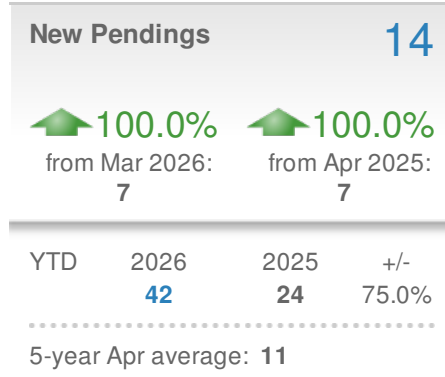 New Pendings 14
100.0% 100.0%
from Mar 2026: from Apr 2025:
7 7
YTD 2026 2025 +/-
42 24 75.0%
5-year Apr average: 11